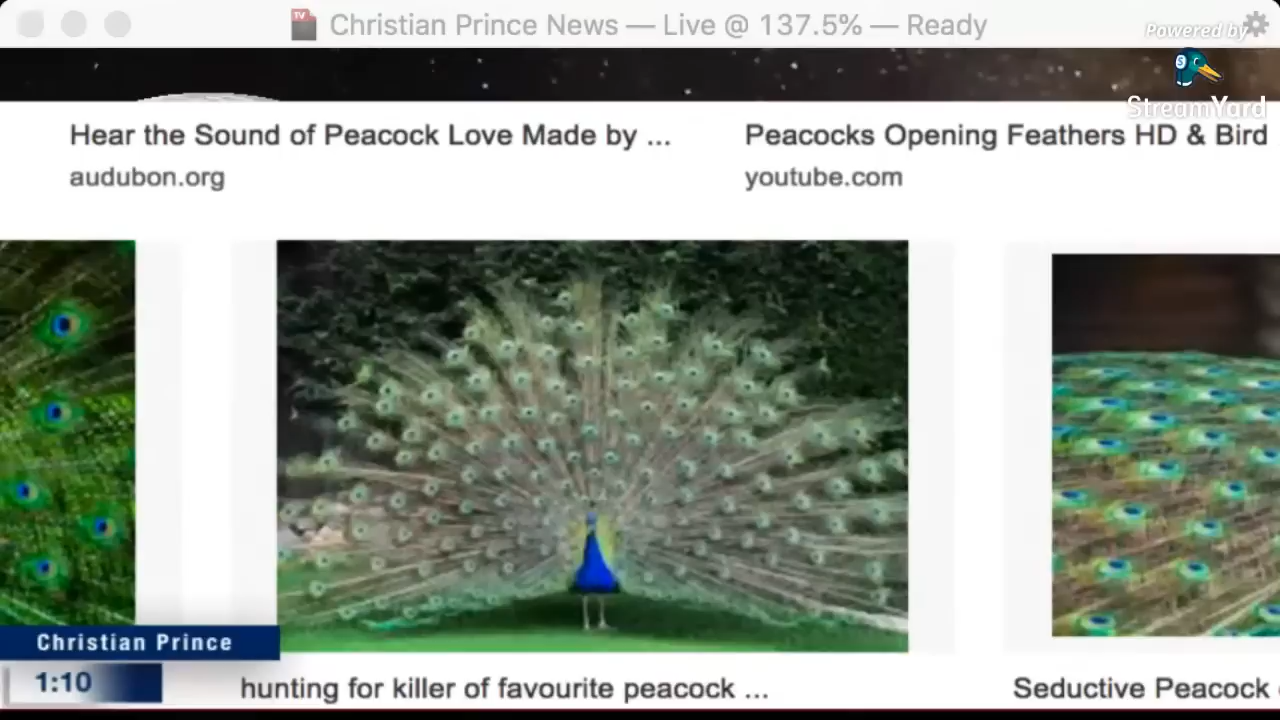 Christian Prince News — Live @ 137.5% — Ready
Powered by
StreamYard
Hear the Sound of Peacock Love Made by ...
Peacocks Opening Feathers HD & Bird
audubon.org
youtube.com
Christian Prince
1:10
hunting for killer of favourite peacock ...
Seductive Peacock